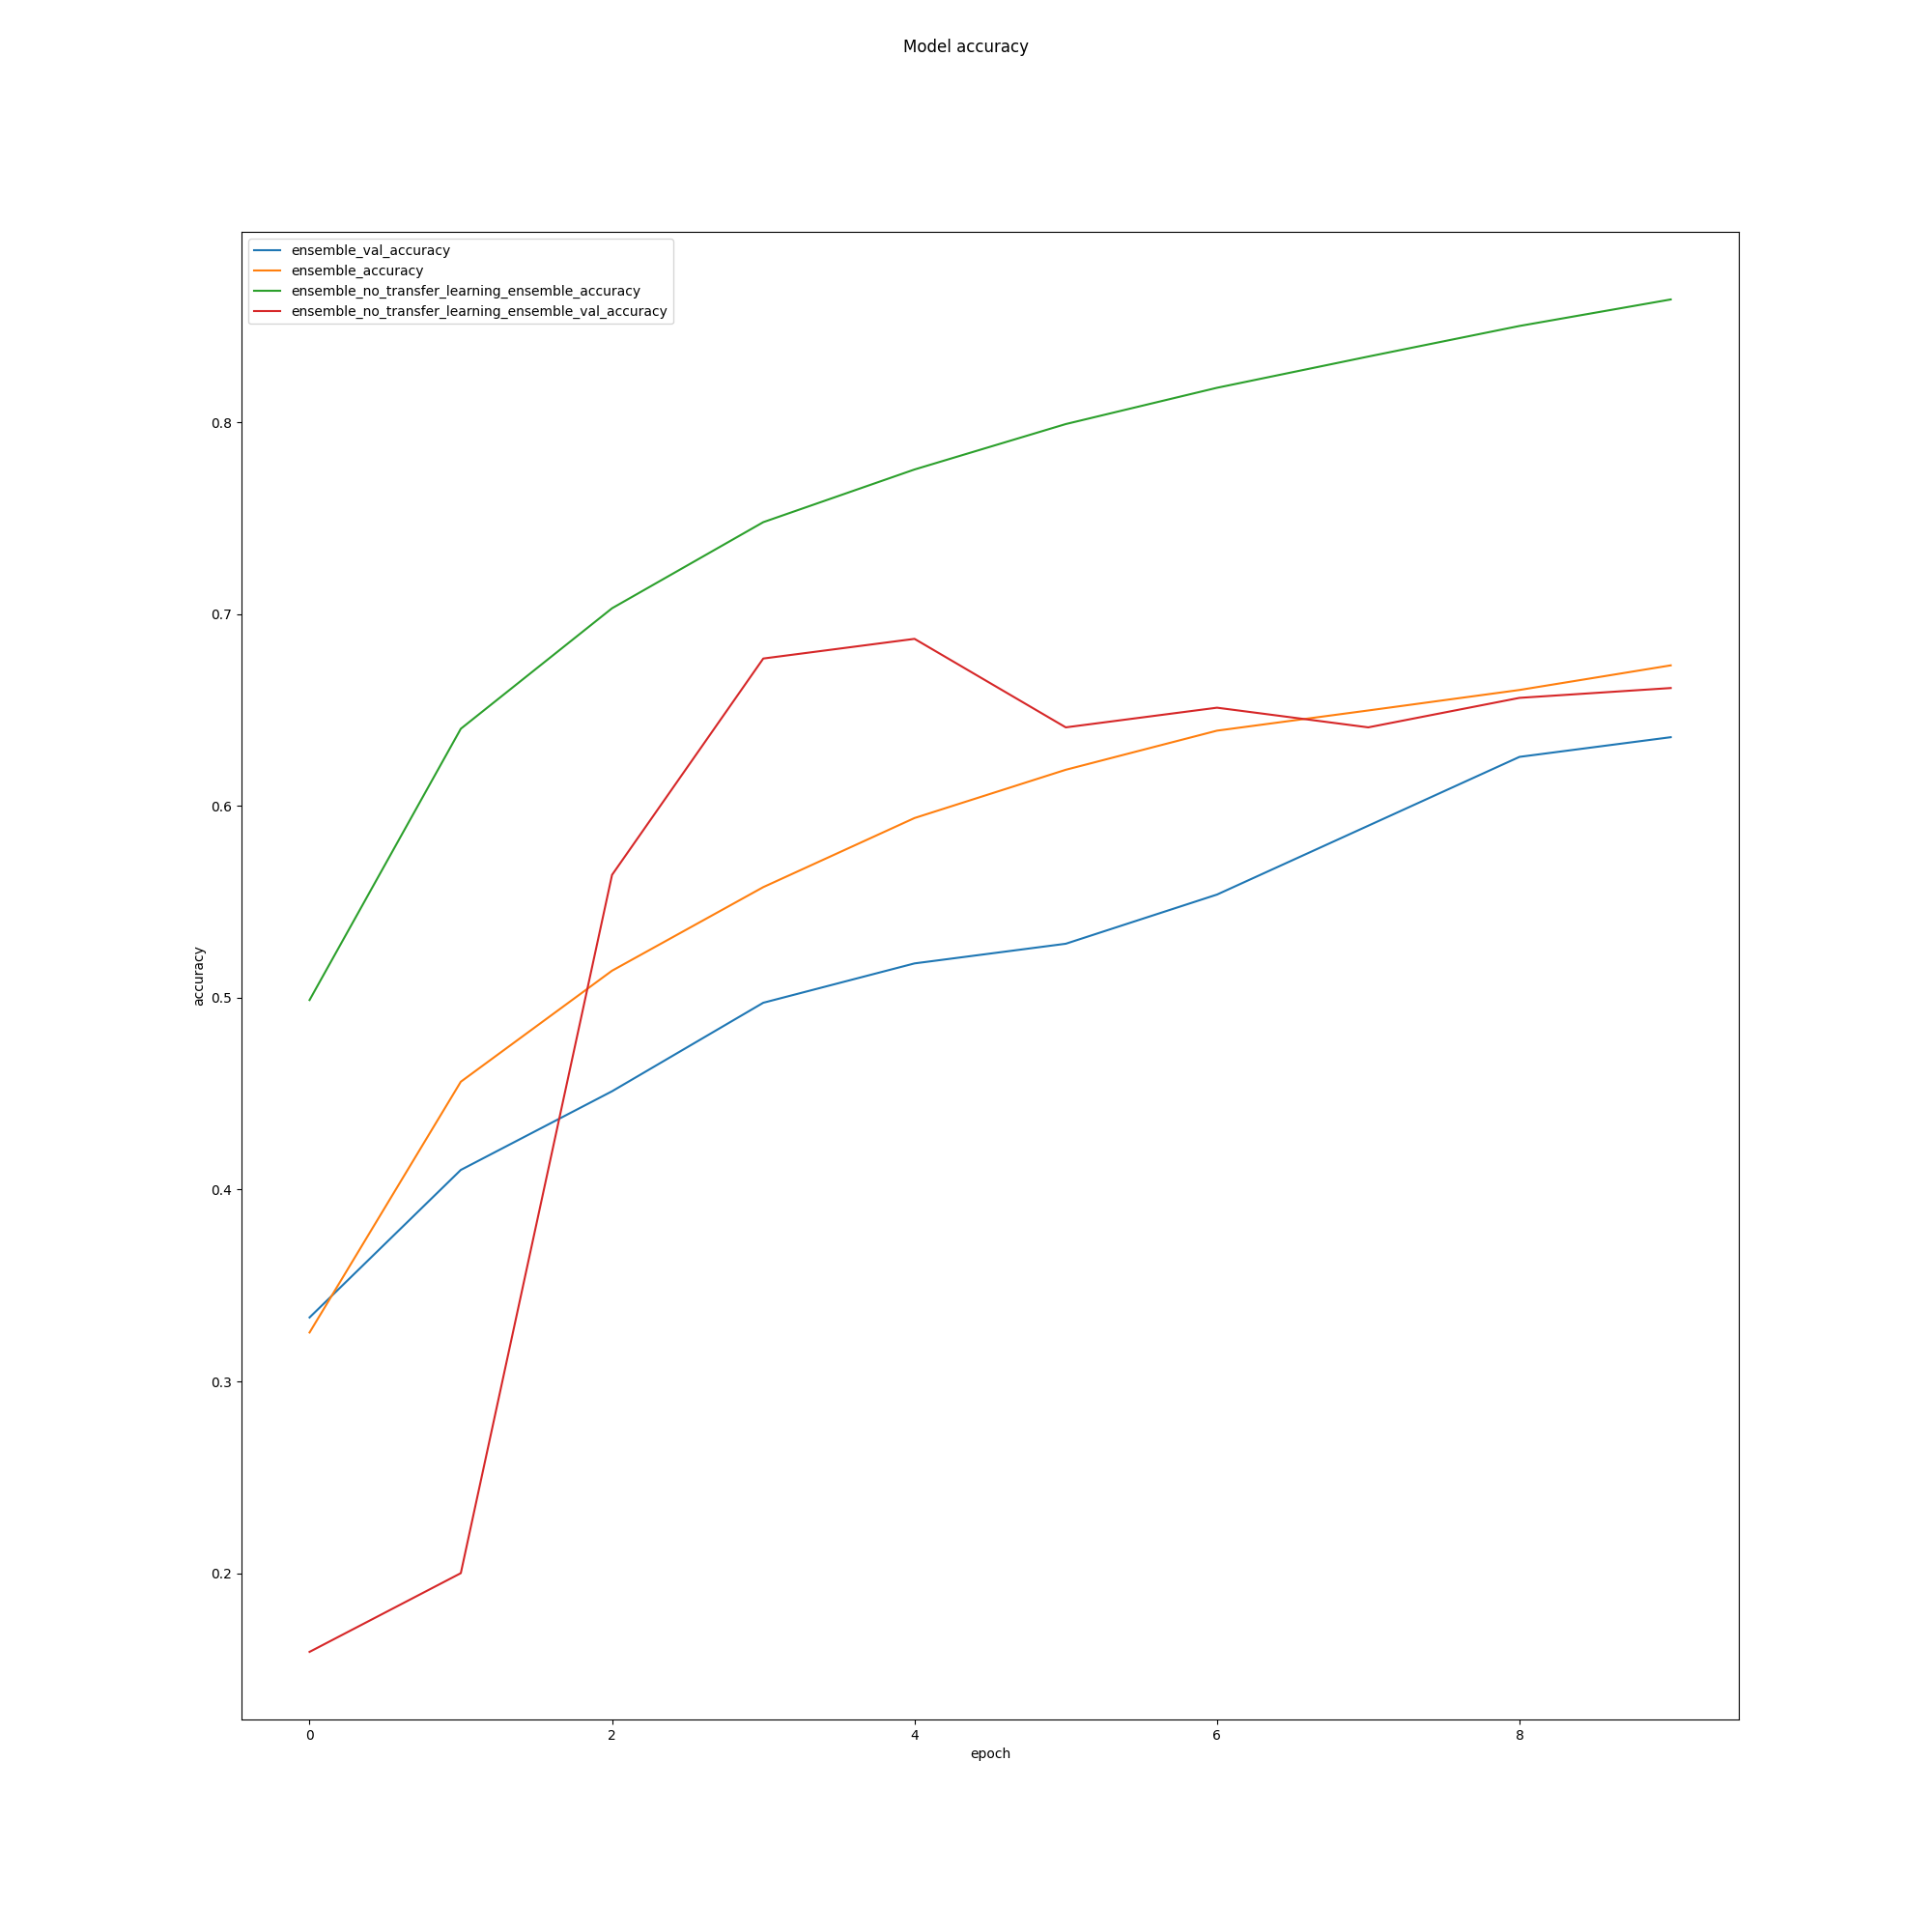 Model accuracy
ensemble_val_accuracy
ensemble_accuracy
ensemble_no_transfer_learning_ensemble_accuracy
ensemble_no_transfer_learning_ensemble_val_accuracy
0.8
0.7
0.6
0.5
0.4
0.3
0.2
accuracy
0 2 4 6 8
epoch